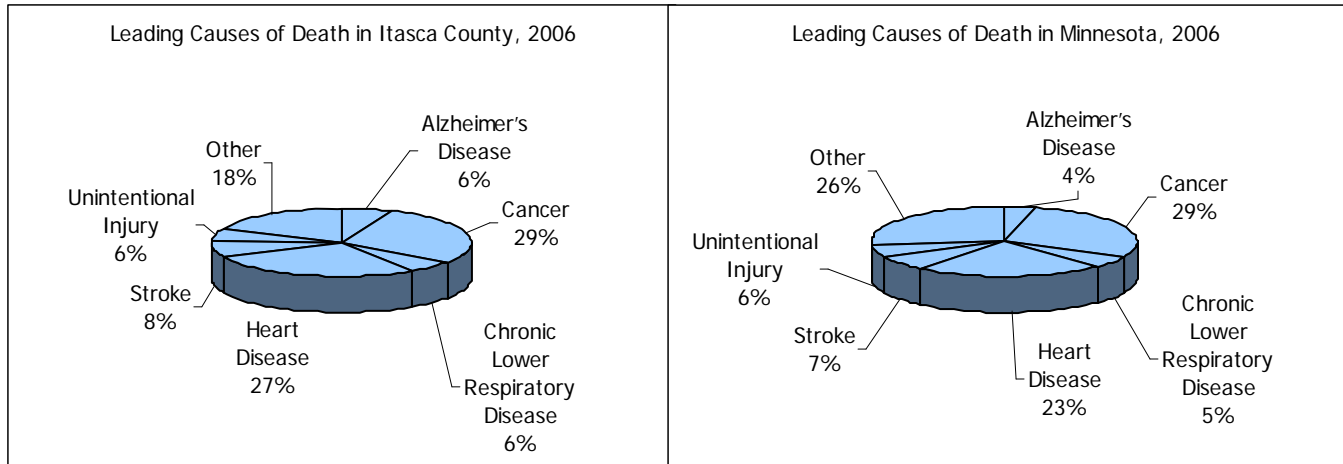 Leading Causes of Death in Itasca County, 2006
Alzheimer's
Disease
6%
Cancer
29%
Chronic
Lower
Respiratory
Disease
6%
Heart
Disease
27%
Stroke
8%
Unintentional
Injury
6%
Other
18%
Leading Causes of Death in Minnesota, 2006
Alzheimer's
Disease
4%
Cancer
29%
Chronic
Lower
Respiratory
Disease
5%
Heart
Disease
23%
Stroke
7%
Unintentional
Injury
6%
Other
26%